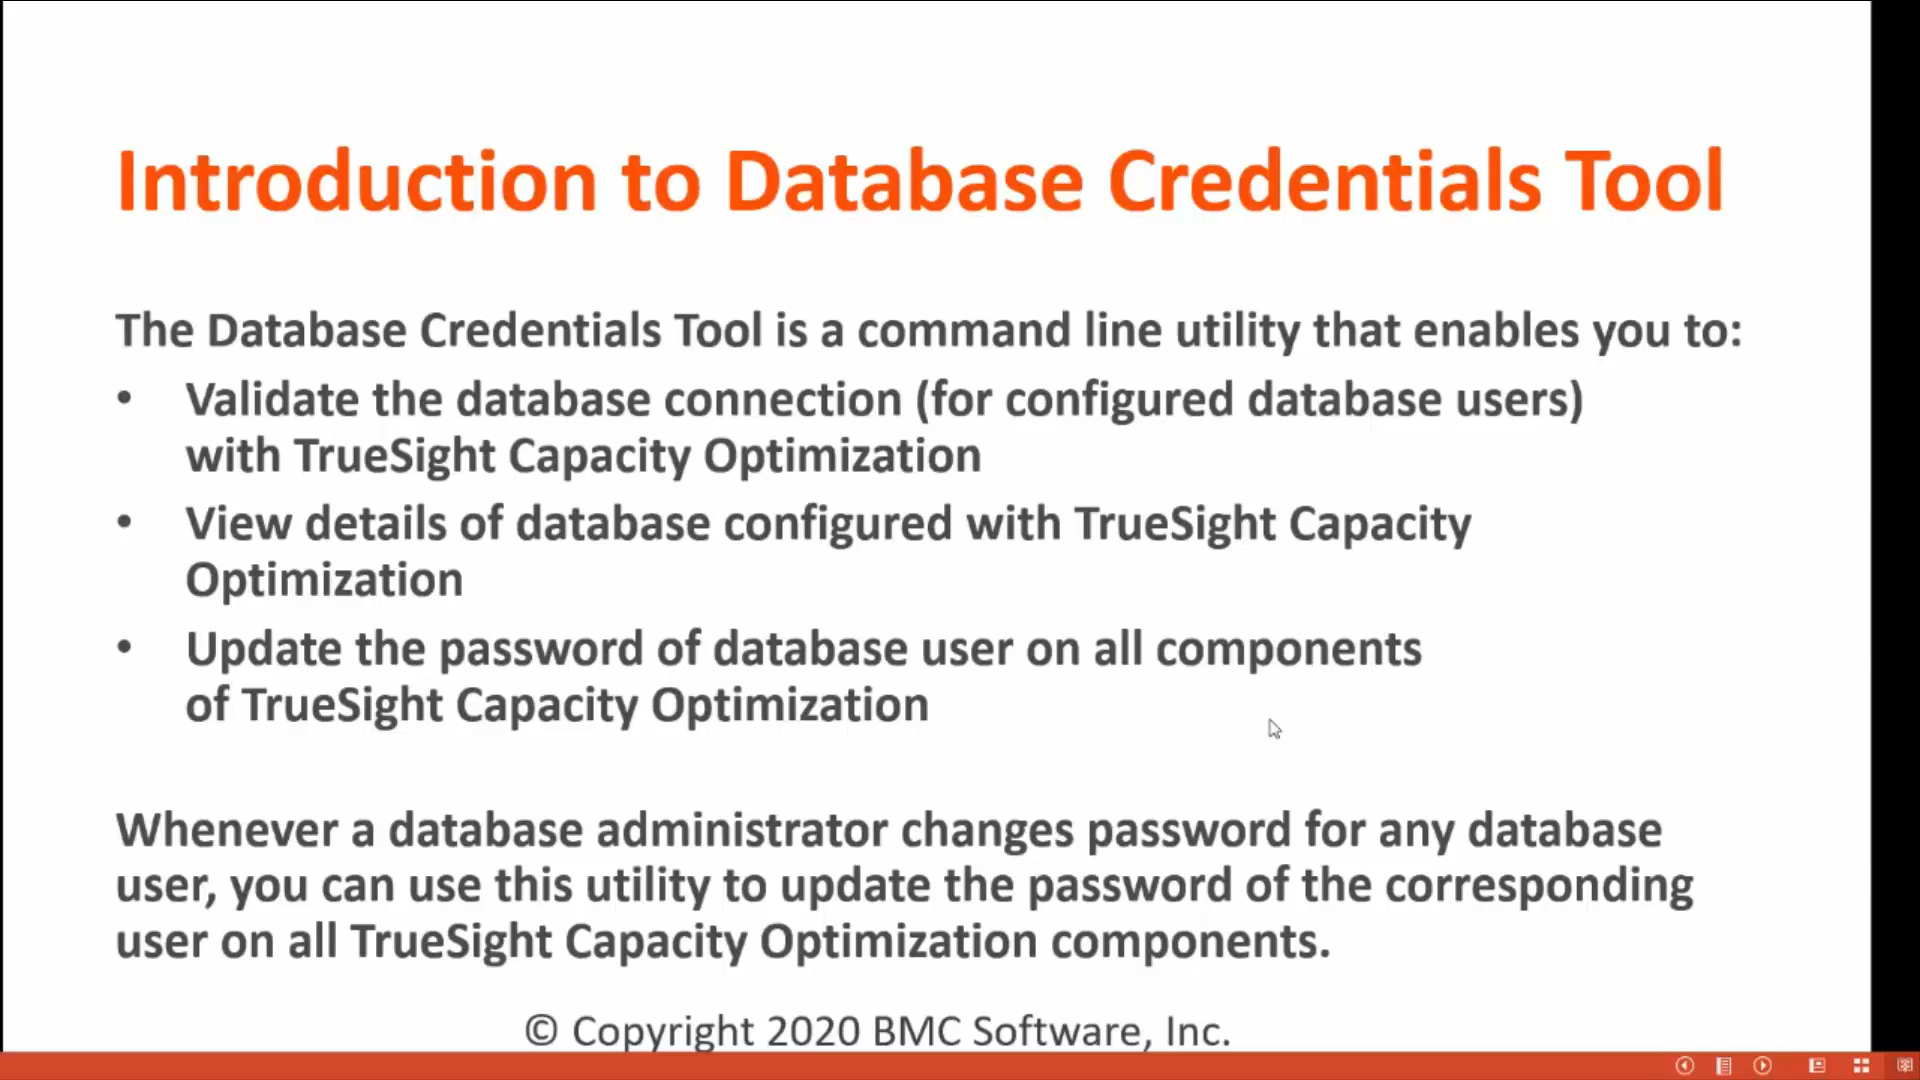 Introduction to Database Credentials Tool
The Database Credentials Tool is a command line utility that enables you to:
• Validate the database connection (for configured database users)
with TrueSight Capacity Optimization
• View details of database configured with TrueSight Capacity
Optimization
• Update the password of database user on all components
of TrueSight Capacity Optimization
Whenever a database administrator changes password for any database
user, you can use this utility to update the password of the corresponding
user on all TrueSight Capacity Optimization components.
© Copyright 2020 BMC Software, Inc.